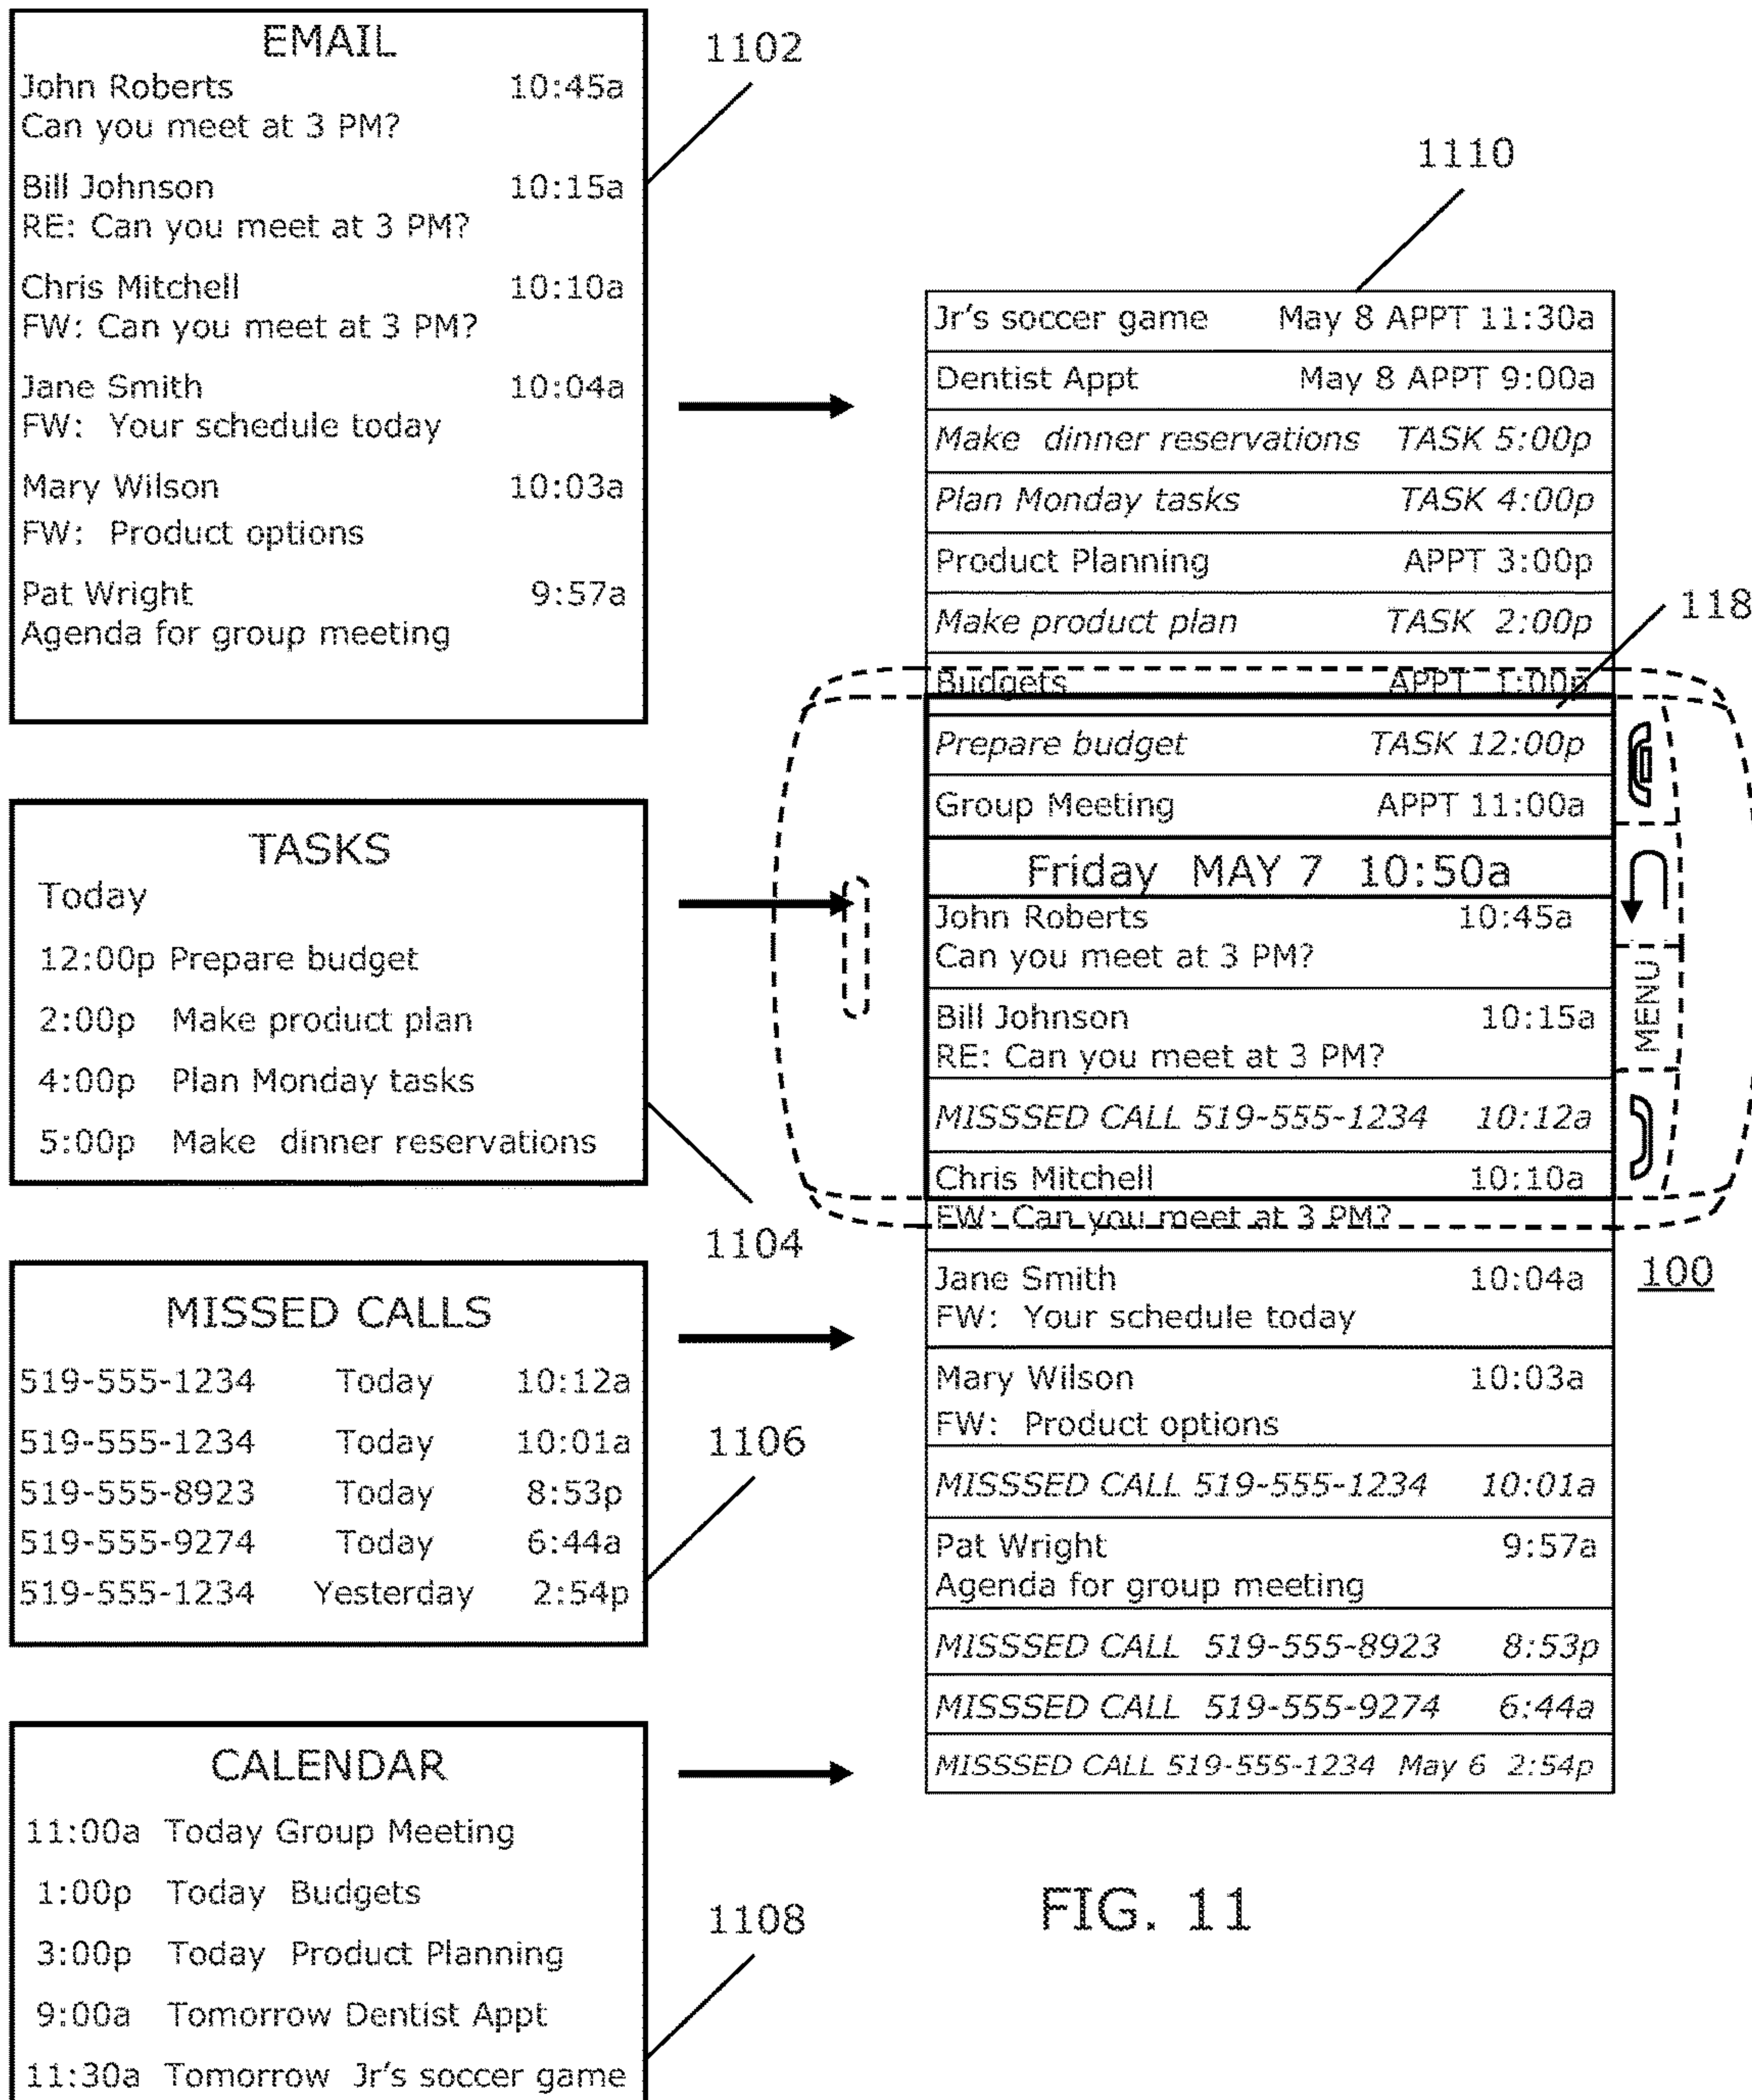 EMAIL
John Roberts 10:45a
Can you meet at 3 PM?
Bill Johnson 10:15a
RE: Can you meet at 3 PM?
Chris Mitchell 10:10a
FW: Can you meet at 3 PM?
Jane Smith 10:04a
FW: Your schedule today
Mary Wilson 10:03a
FW: Product options
Pat Wright 9:57a
Agenda for group meeting
1102
TASKS
Today
12:00p Prepare budget
2:00p Make product plan
4:00p Plan Monday tasks
5:00p Make dinner reservations
1104
MISSED CALLS
519-555-1234 Today 10:12a
519-555-1234 Today 10:01a
519-555-8923 Today 8:53p
519-555-9274 Today 6:44a
519-555-1234 Yesterday 2:54p
1106
CALENDAR
11:00a Today Group Meeting
1:00p Today Budgets
3:00p Today Product Planning
9:00a Tomorrow Dentist Appt
11:30a Tomorrow Jr's soccer game
1108
1110
Jr's soccer game May 8 APPT 11:30a
Dentist Appt May 8 APPT 9:00a
Make dinner reservations TASK 5:00p
Plan Monday tasks TASK 4:00p
Product Planning APPT 3:00p
Make product plan TASK 2:00p
118
Budgets APPT 1:00p
Prepare budget TASK 12:00p
Group Meeting APPT 11:00a
Friday MAY 7 10:50a
John Roberts 10:45a
Can you meet at 3 PM?
Bill Johnson 10:15a
RE: Can you meet at 3 PM?
MENU
MISSSED CALL 519-555-1234 10:12a
Chris Mitchell 10:10a
FW: Can you meet at 3 PM?
Jane Smith 10:04a
FW: Your schedule today
100
Mary Wilson 10:03a
FW: Product options
MISSSED CALL 519-555-1234 10:01a
Pat Wright 9:57a
Agenda for group meeting
MISSSED CALL 519-555-8923 8:53p
MISSSED CALL 519-555-9274 6:44a
MISSSED CALL 519-555-1234 May 6 2:54p
FIG. 11